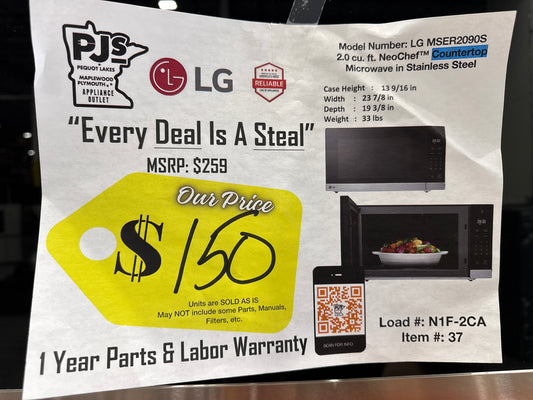 PJ's
PEQUOT LAKES
MAPLEWOOD
PLYMOUTH
APPLIANCE
OUTLET
LG
RELIABLE
Model Number: LG MSER2090S
2.0 cu. ft. NeoChef™ Countertop
Microwave in Stainless Steel
Case Height : 13 9/16 in
Width : 23 7/8 in
Depth : 19 3/8 in
Weight : 33 lbs
"Every Deal Is A Steal"
MSRP: $259
Our Price
$150
Units are SOLD AS IS
May NOT include some Parts, Manuals,
Filters, etc.
SCAN FOR INFO
Load #: N1F-2CA
Item #: 37
1 Year Parts & Labor Warranty